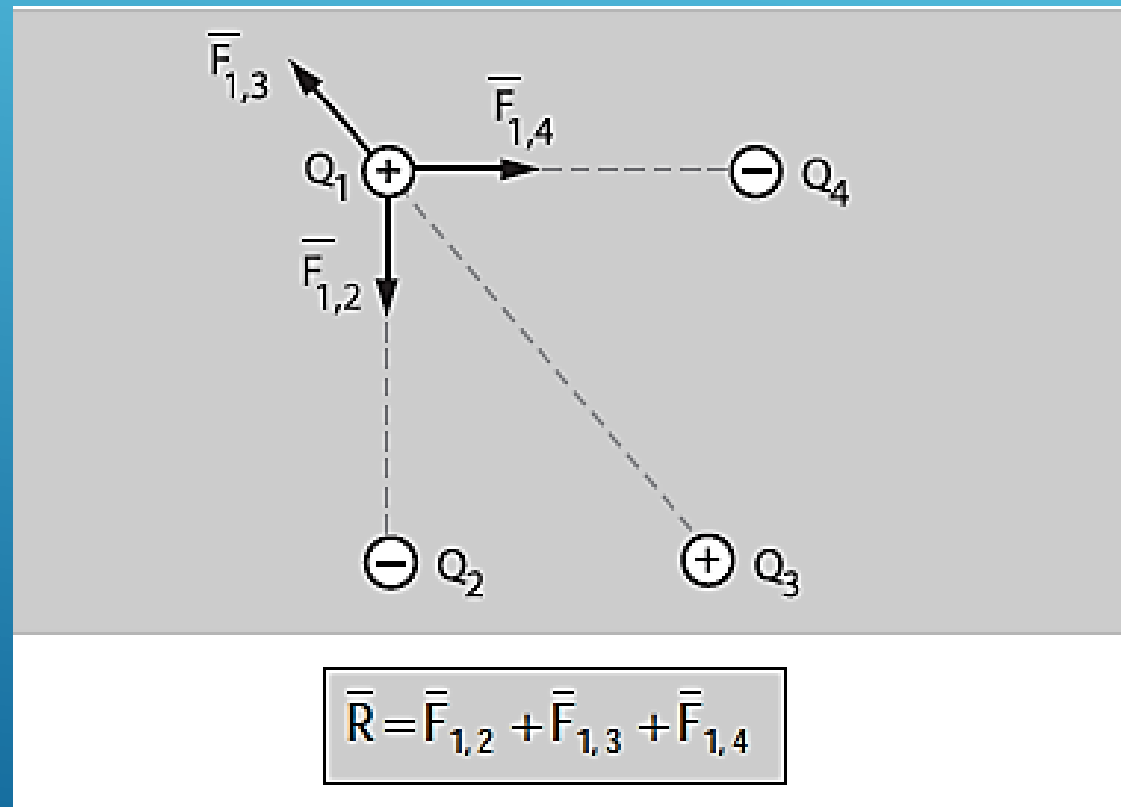 F̅₁,₃
F̅₁,₄
Q₁ +
− Q₄
F̅₁,₂
− Q₂
+ Q₃
R̅ = F̅₁,₂ + F̅₁,₃ + F̅₁,₄